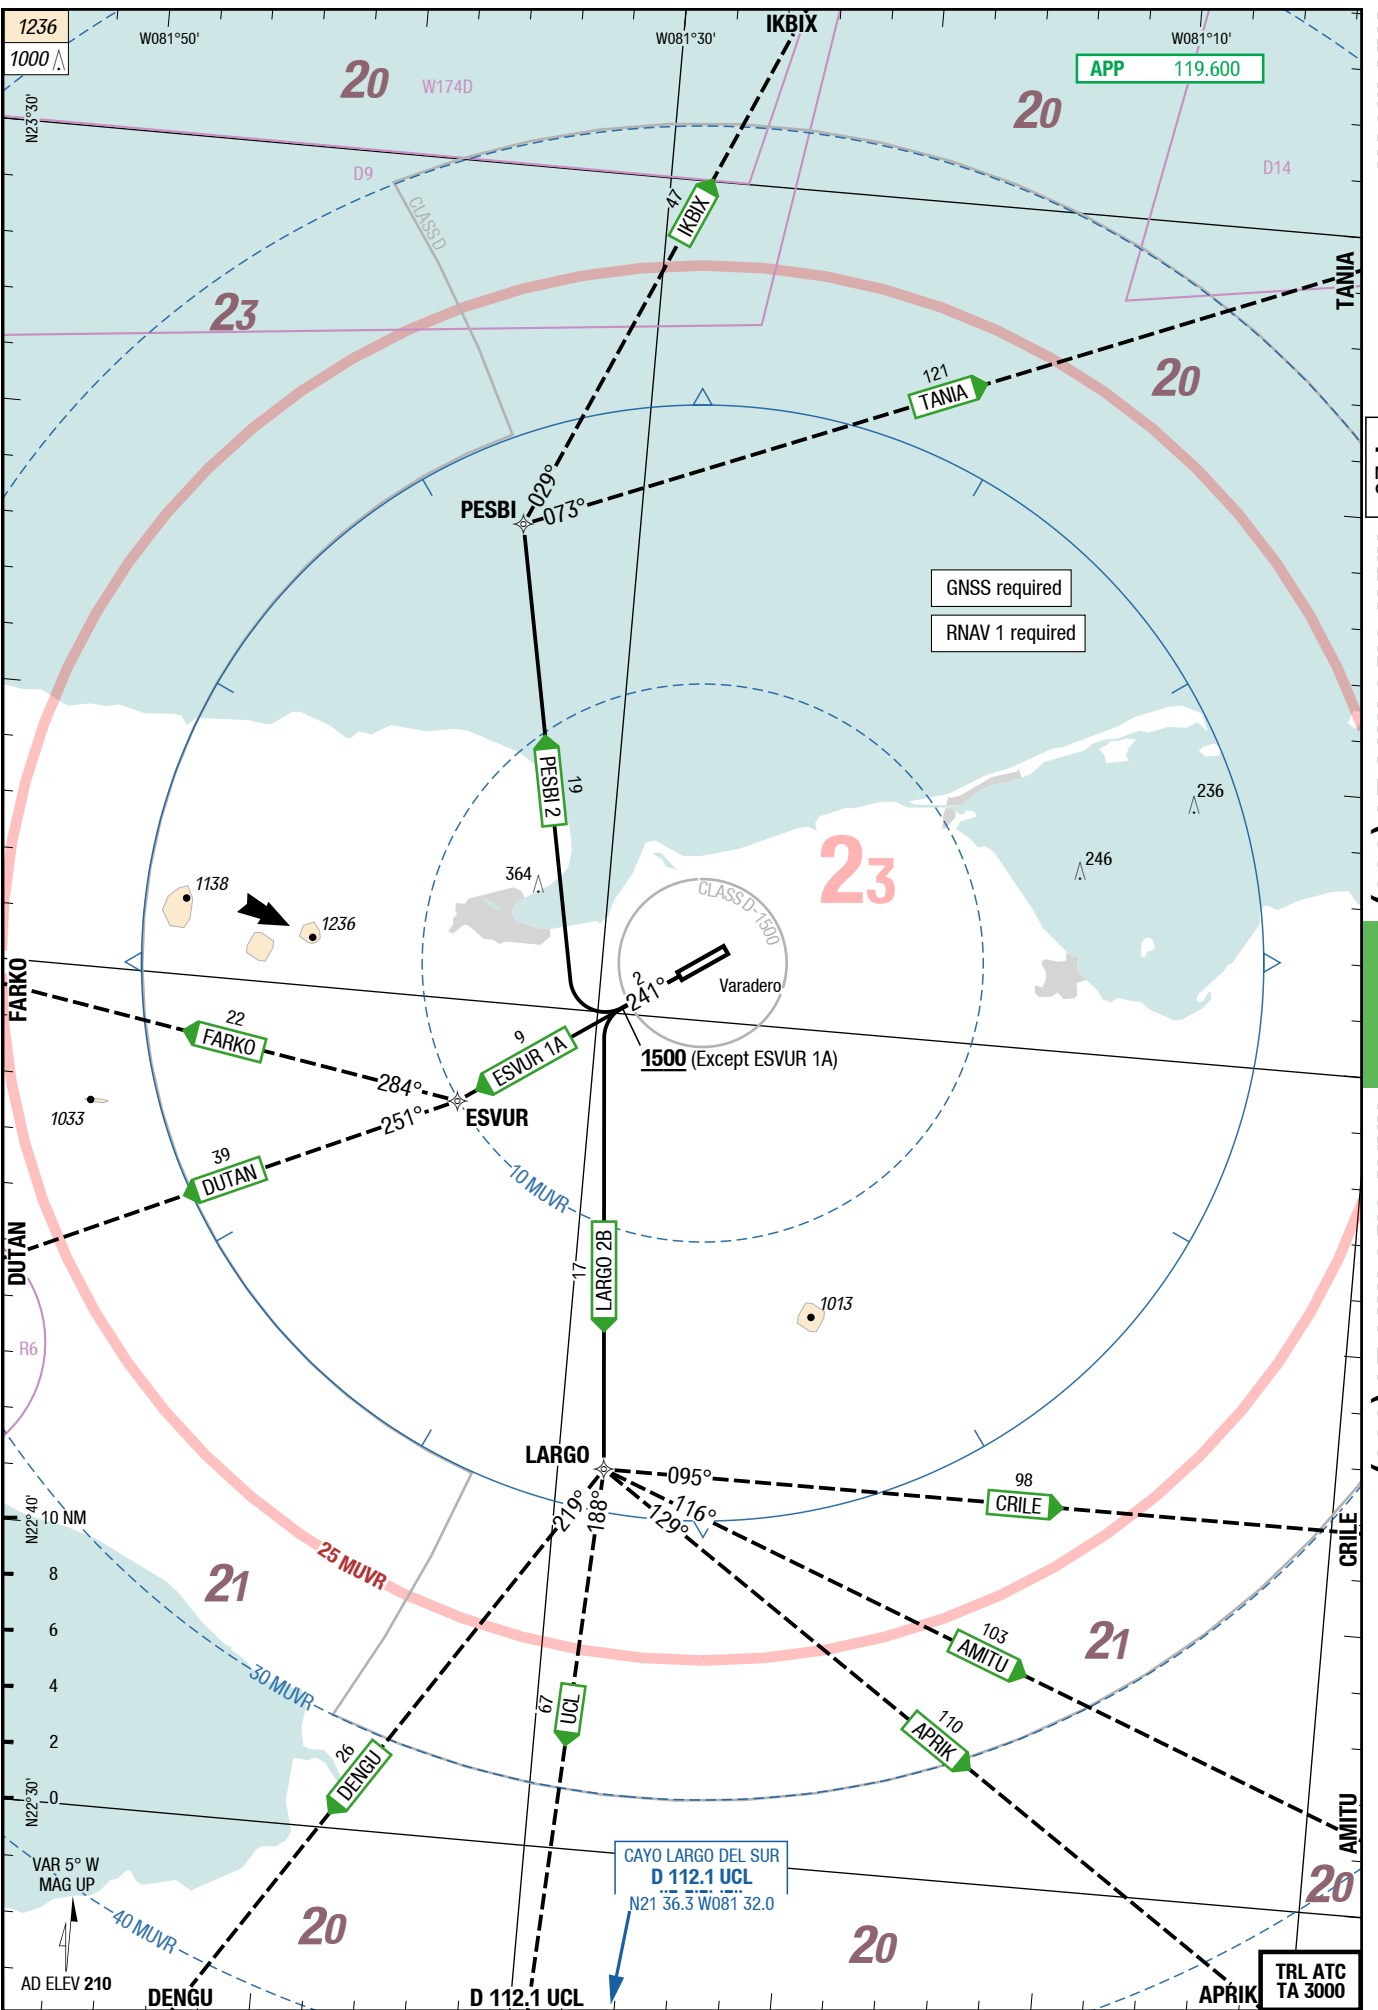 1236
1000
W081°50'
W081°30'
IKBIX
W081°10'
APP 119.600
20
W174D
20
N23°30'
D9
D14
CLASS D
47
IKBIX
TANIA
23
121
TANIA
20
029°
PESBI
073°
GNSS required
RNAV 1 required
PESBI 2
19
236
246
23
364
1138
1236
CLASS D-1500
2
241°
Varadero
FARKO
22
FARKO
9
ESVUR 1A
1500 (Except ESVUR 1A)
284°
251°
ESVUR
1033
39
DUTAN
10 MUVR
DUTAN
17
LARGO 2B
1013
R6
LARGO
095°
98
CRILE
116°
129°
219°
188°
CRILE
N22°40'
10 NM
8
6
4
2
0
25 MUVR
21
103
AMITU
21
30 MUVR
67
UCL
110
APRIK
26
DENGU
N22°30'
AMITU
VAR 5° W
MAG UP
CAYO LARGO DEL SUR
D 112.1 UCL
N21 36.3 W081 32.0
20
40 MUVR
20
20
AD ELEV 210
DENGU
D 112.1 UCL
APRIK
TRL ATC
TA 3000